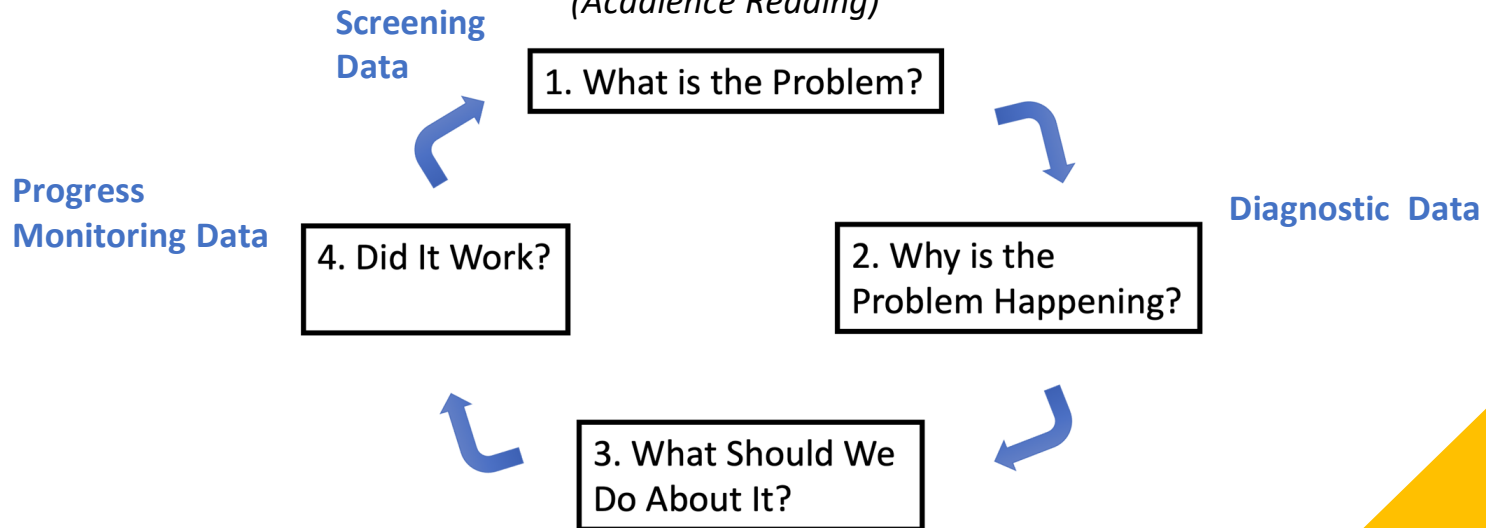 (Acadience Reading)
Screening
Data
1. What is the Problem?
Progress
Monitoring Data
Diagnostic Data
4. Did It Work?
2. Why is the
Problem Happening?
3. What Should We
Do About It?